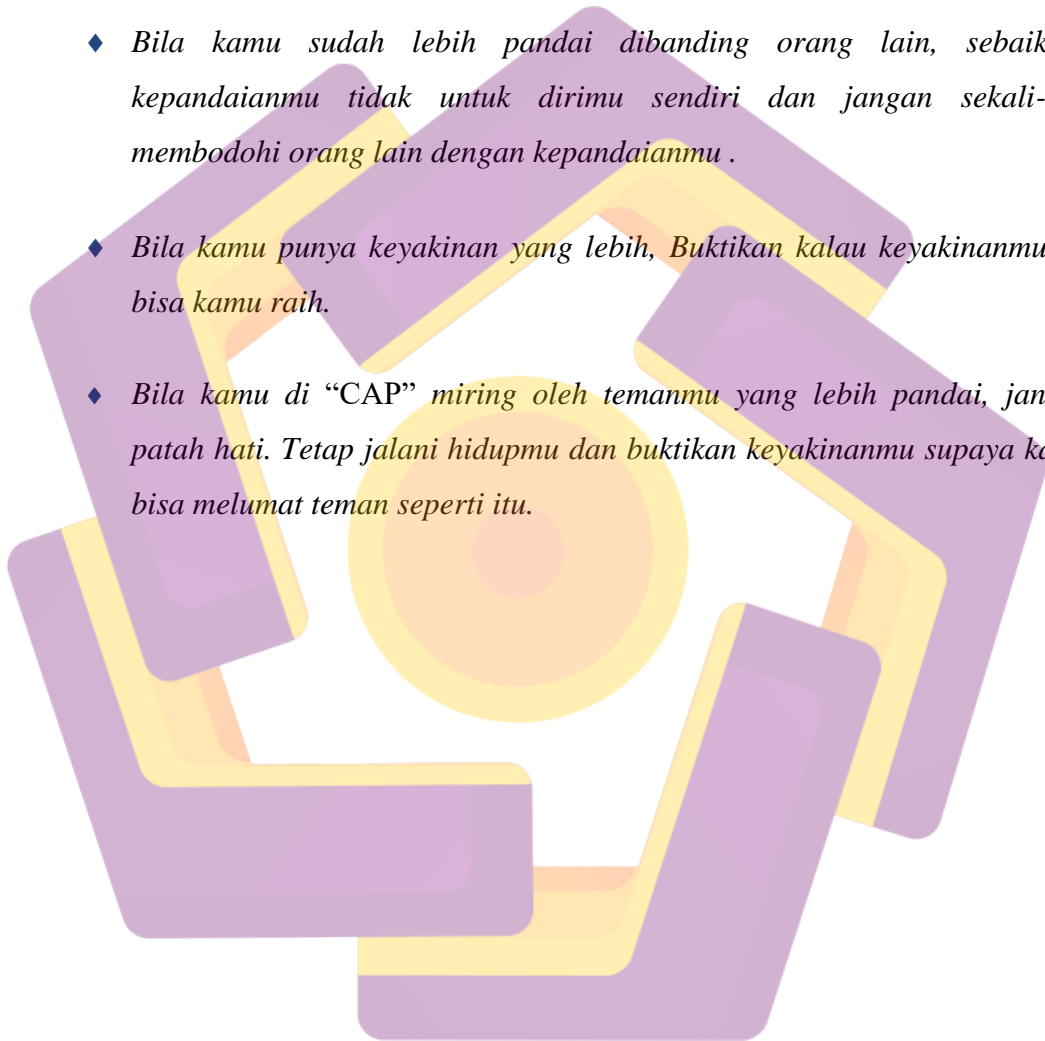 ♦ Bila kamu sudah lebih pandai dibanding orang lain, sebaik
kepandaianmu tidak untuk dirimu sendiri dan jangan sekali-
membodohi orang lain dengan kepandaianmu .
♦ Bila kamu punya keyakinan yang lebih, Buktikan kalau keyakinanmu
bisa kamu raih.
♦ Bila kamu di “CAP” miring oleh temanmu yang lebih pandai, jan
patah hati. Tetap jalani hidupmu dan buktikan keyakinanmu supaya ka
bisa melumat teman seperti itu.